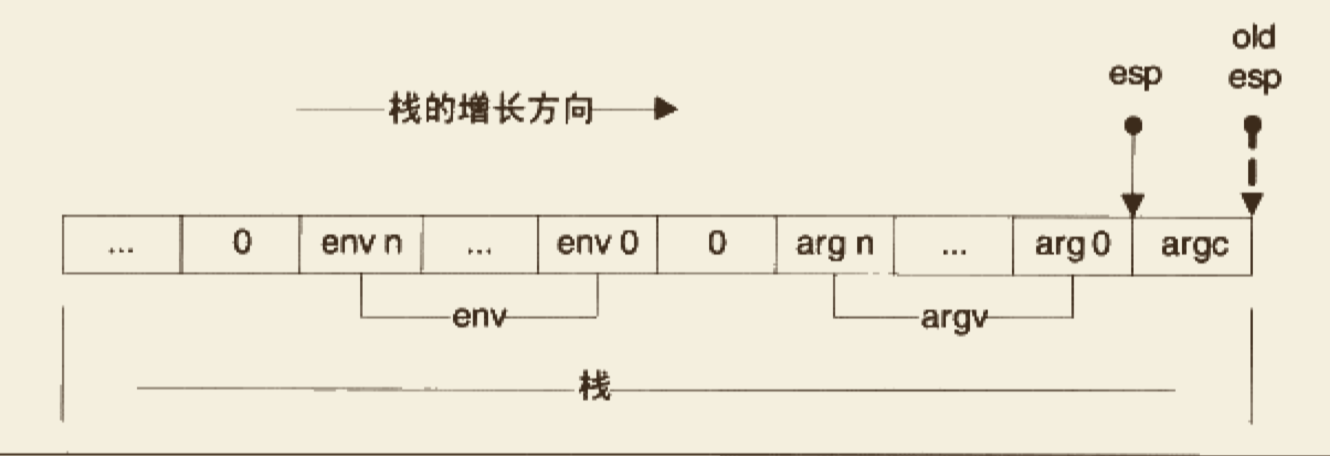 old
esp
esp
栈的增长方向
... 0 env n ... env 0 0 arg n ... arg 0 argc
env argv
栈